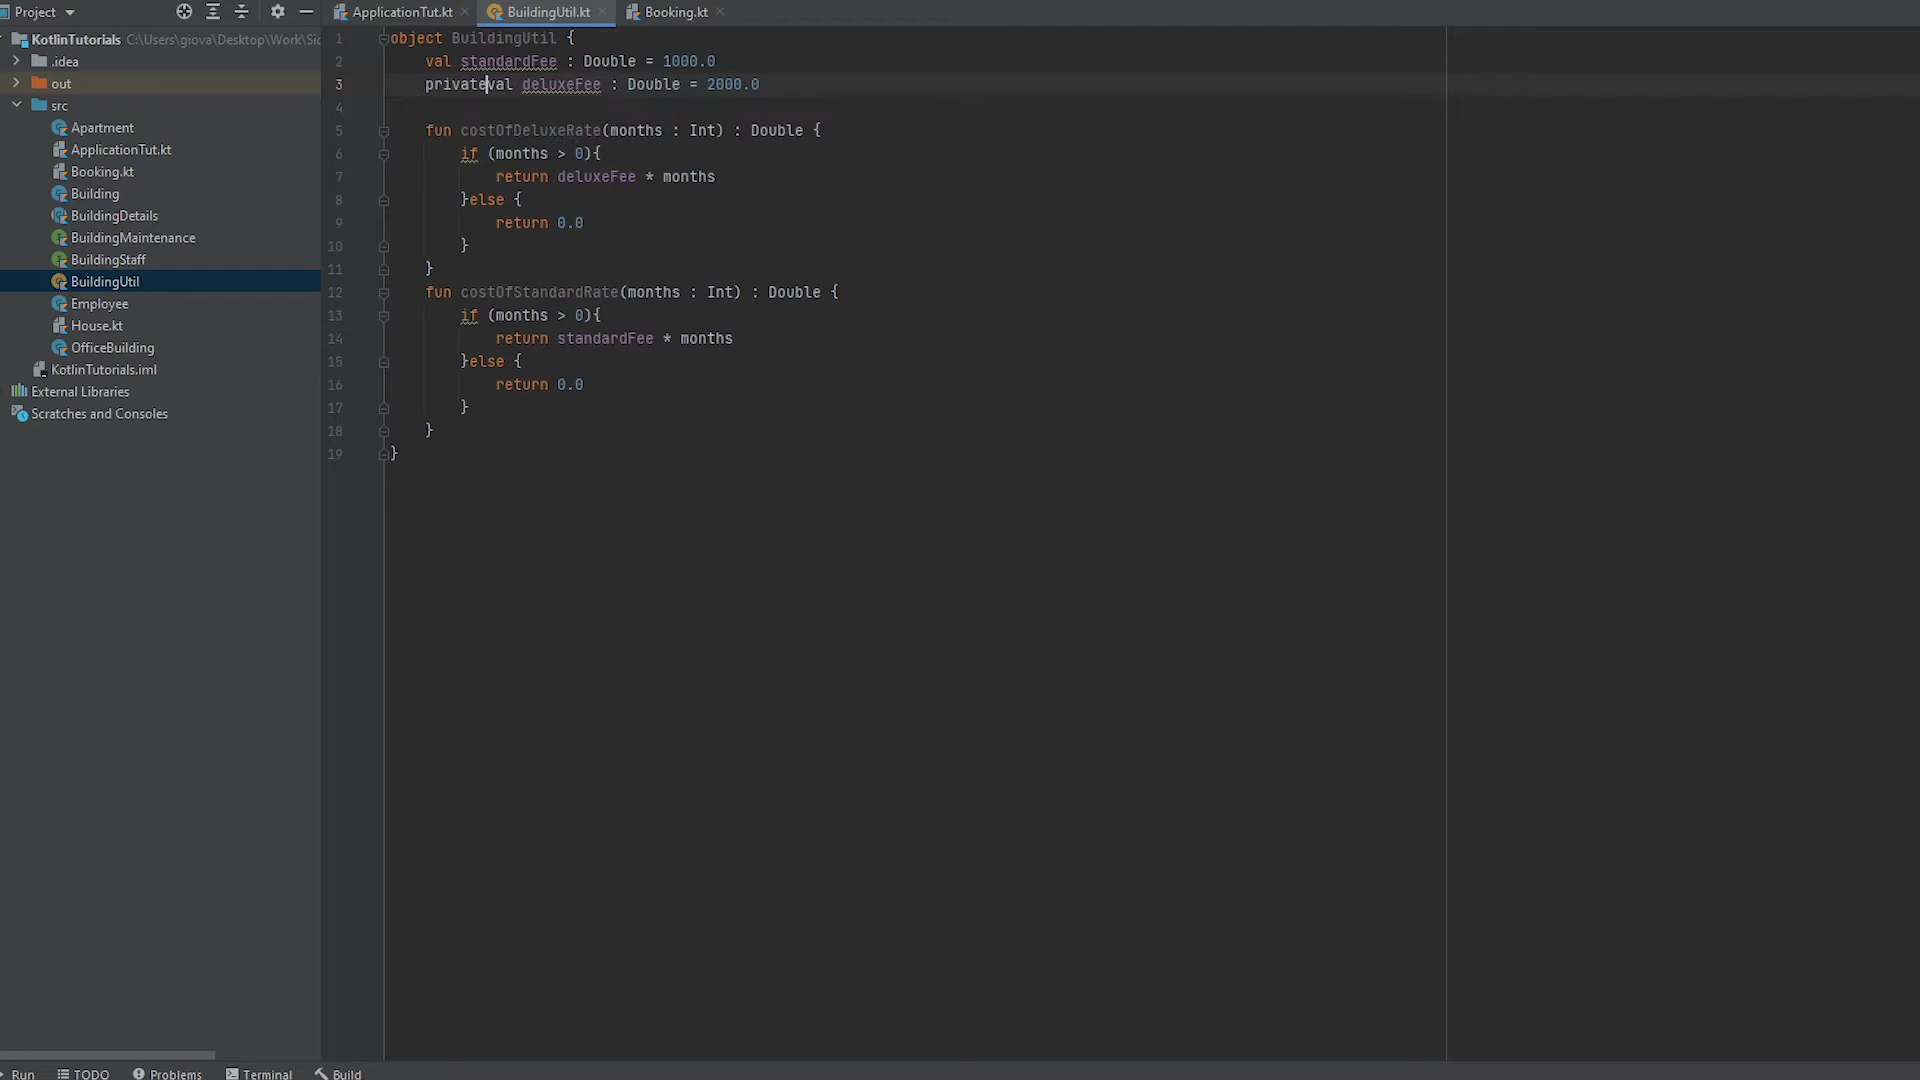 Project
ApplicationTut.kt
BuildingUtil.kt
Booking.kt
KotlinTutorials C:\Users\giova\Desktop\Work\Sic
.idea
out
src
Apartment
ApplicationTut.kt
Booking.kt
Building
BuildingDetails
BuildingMaintenance
BuildingStaff
BuildingUtil
Employee
House.kt
OfficeBuilding
KotlinTutorials.iml
External Libraries
Scratches and Consoles
1 object BuildingUtil {
2 val standardFee : Double = 1000.0
3 privateval deluxeFee : Double = 2000.0
4
5 fun costOfDeluxeRate(months : Int) : Double {
6 if (months > 0){
7 return deluxeFee * months
8 }else {
9 return 0.0
10 }
11 }
12 fun costOfStandardRate(months : Int) : Double {
13 if (months > 0){
14 return standardFee * months
15 }else {
16 return 0.0
17 }
18 }
19 }
Run TODO Problems Terminal Build